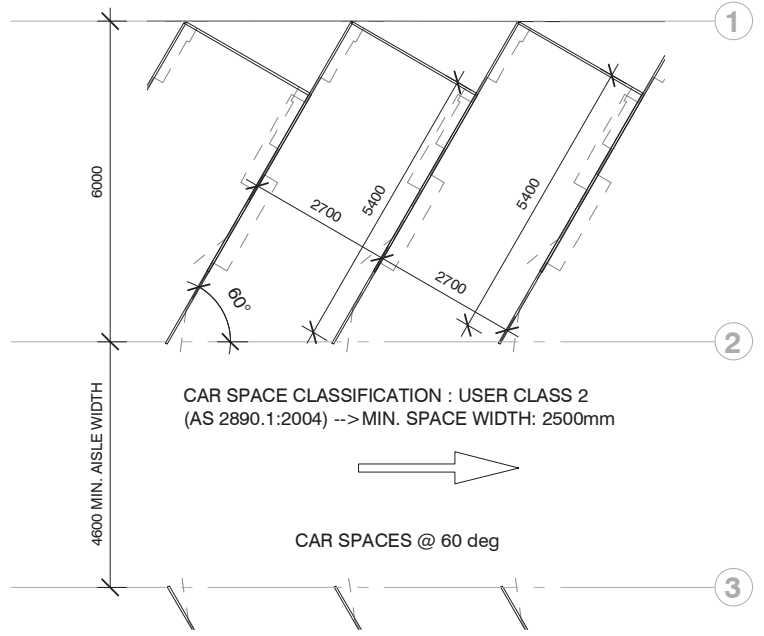 1
6000
2700
5400
5400
2700
60°
2
CAR SPACE CLASSIFICATION : USER CLASS 2
(AS 2890.1:2004) -->MIN. SPACE WIDTH: 2500mm
4600 MIN. AISLE WIDTH
CAR SPACES @ 60 deg
3